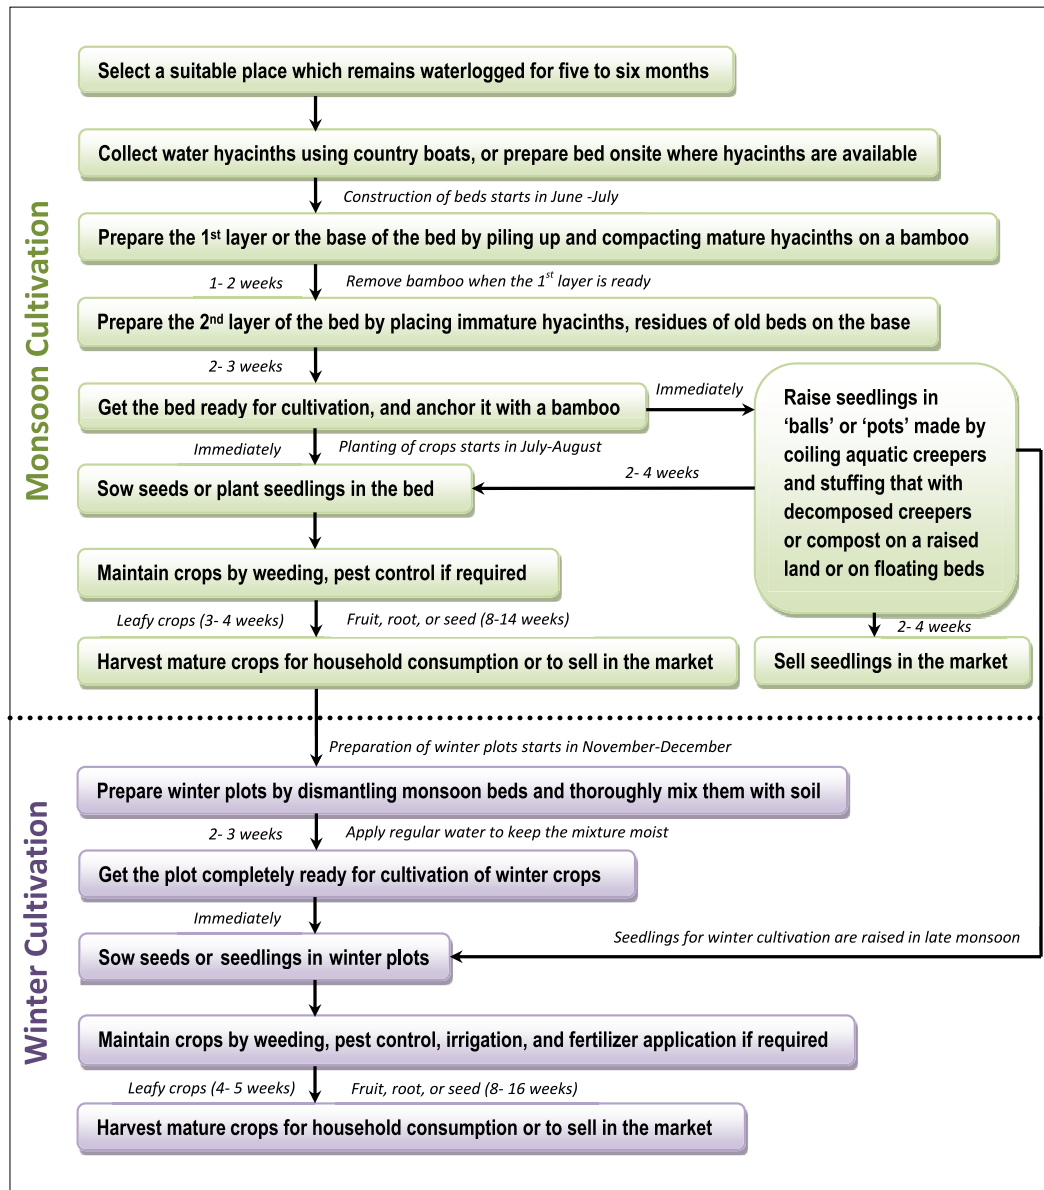 Monsoon Cultivation
Select a suitable place which remains waterlogged for five to six months
Collect water hyacinths using country boats, or prepare bed onsite where hyacinths are available
Construction of beds starts in June -July
Prepare the 1st layer or the base of the bed by piling up and compacting mature hyacinths on a bamboo
1- 2 weeks
Remove bamboo when the 1st layer is ready
Prepare the 2nd layer of the bed by placing immature hyacinths, residues of old beds on the base
2- 3 weeks
Get the bed ready for cultivation, and anchor it with a bamboo
Immediately
Raise seedlings in
‘balls’ or ‘pots’ made by
coiling aquatic creepers
and stuffing that with
decomposed creepers
or compost on a raised
land or on floating beds
Immediately
Planting of crops starts in July-August
2- 4 weeks
Sow seeds or plant seedlings in the bed
Maintain crops by weeding, pest control if required
Leafy crops (3- 4 weeks)
Fruit, root, or seed (8-14 weeks)
2- 4 weeks
Harvest mature crops for household consumption or to sell in the market
Sell seedlings in the market
Winter Cultivation
Preparation of winter plots starts in November-December
Prepare winter plots by dismantling monsoon beds and thoroughly mix them with soil
2- 3 weeks
Apply regular water to keep the mixture moist
Get the plot completely ready for cultivation of winter crops
Immediately
Seedlings for winter cultivation are raised in late monsoon
Sow seeds or seedlings in winter plots
Maintain crops by weeding, pest control, irrigation, and fertilizer application if required
Leafy crops (4- 5 weeks)
Fruit, root, or seed (8- 16 weeks)
Harvest mature crops for household consumption or to sell in the market